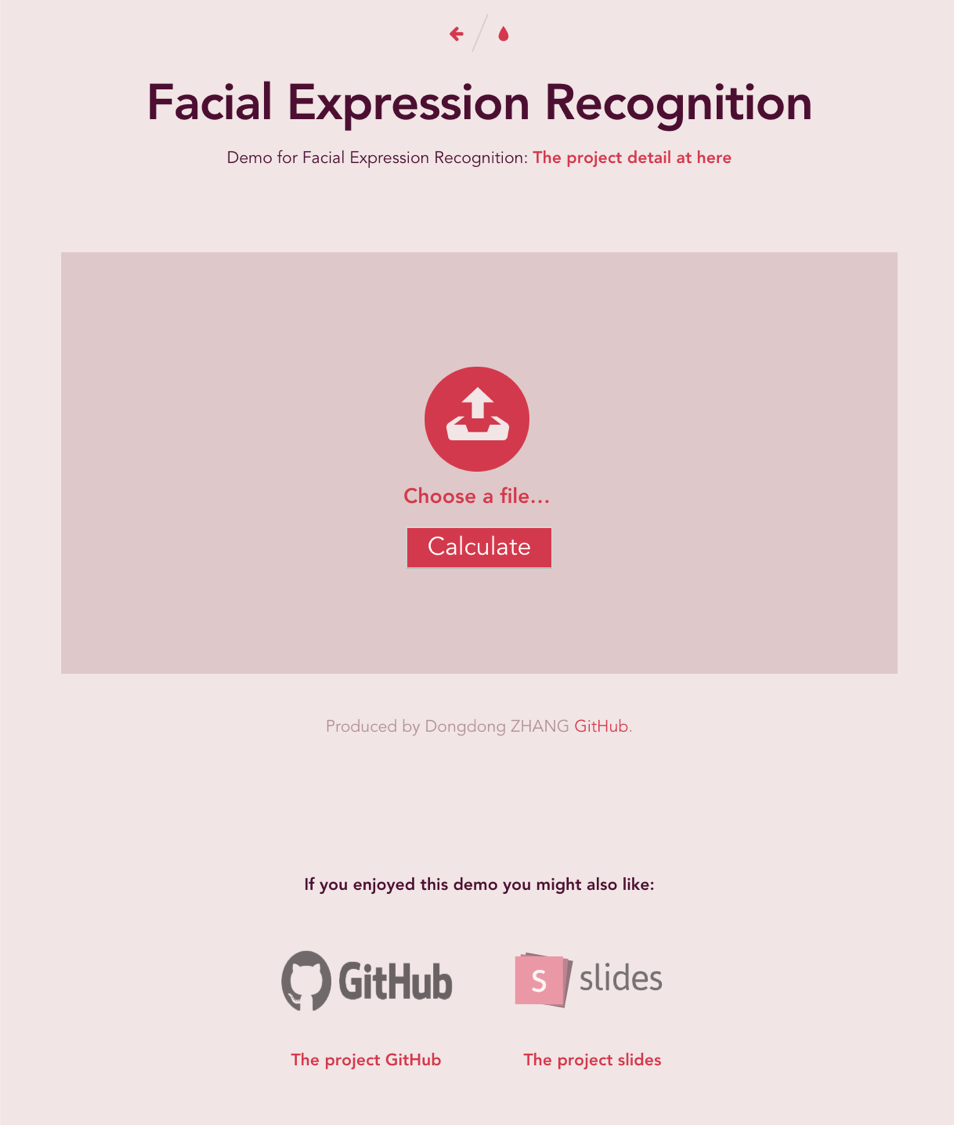 Facial Expression Recognition
Demo for Facial Expression Recognition: The project detail at here
Choose a file…
Calculate
Produced by Dongdong ZHANG GitHub.
If you enjoyed this demo you might also like:
GitHub
S slides
The project GitHub
The project slides